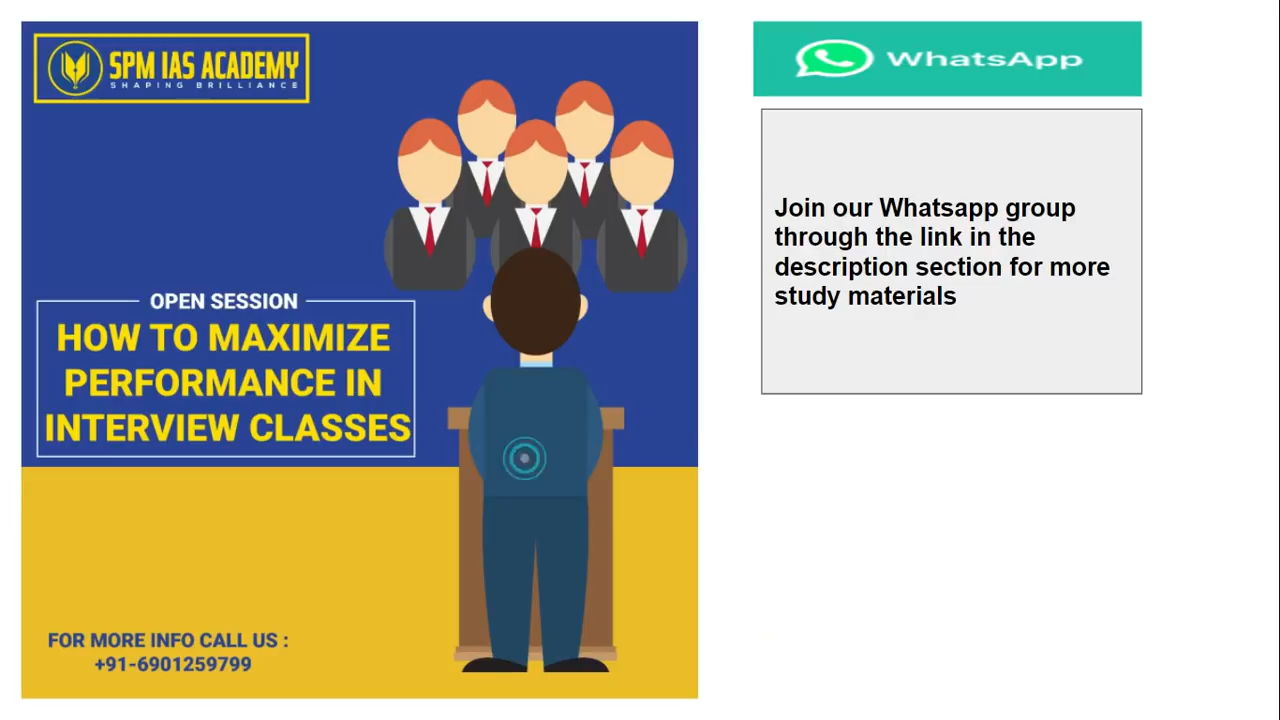 SPM IAS ACADEMY
SHAPING BRILLIANCE
OPEN SESSION
HOW TO MAXIMIZE
PERFORMANCE IN
INTERVIEW CLASSES
FOR MORE INFO CALL US :
+91-6901259799
WhatsApp
Join our Whatsapp group
through the link in the
description section for more
study materials